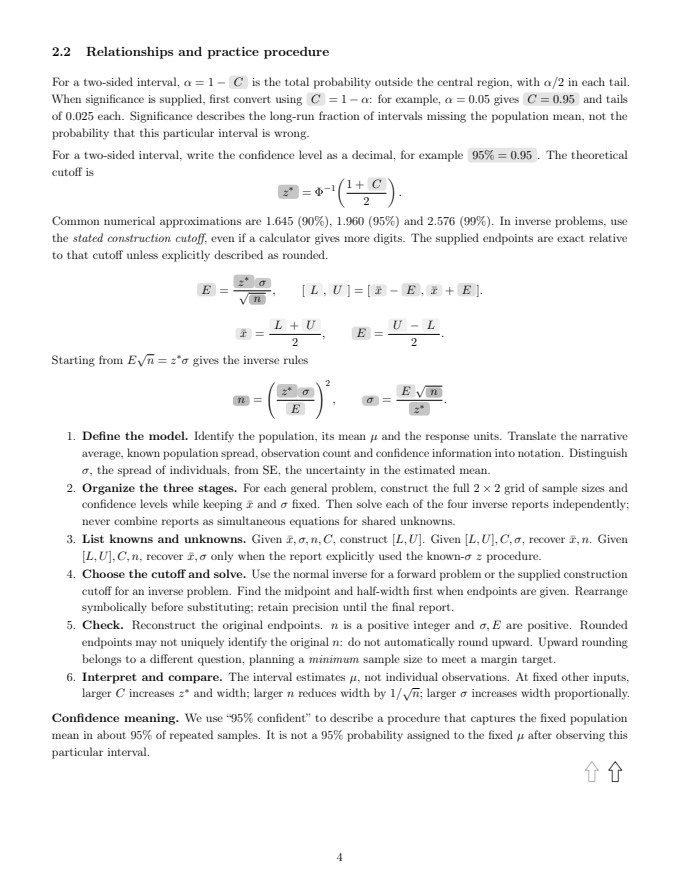 2.2 Relationships and practice procedure
For a two-sided interval, α = 1 − C is the total probability outside the central region, with α/2 in each tail.
When significance is supplied, first convert using C = 1 − α: for example, α = 0.05 gives C = 0.95 and tails
of 0.025 each. Significance describes the long-run fraction of intervals missing the population mean, not the
probability that this particular interval is wrong.
For a two-sided interval, write the confidence level as a decimal, for example 95% = 0.95 . The theoretical
cutoff is
z* = Φ⁻¹((1 + C)/2).
Common numerical approximations are 1.645 (90%), 1.960 (95%) and 2.576 (99%). In inverse problems, use
the stated construction cutoff, even if a calculator gives more digits. The supplied endpoints are exact relative
to that cutoff unless explicitly described as rounded.
E = z* σ/√n, [ L , U ] = [ x̄ − E , x̄ + E ].
x̄ = (L + U)/2, E = (U − L)/2.
Starting from E√n = z*σ gives the inverse rules
n = (z* σ/E)², σ = E √n/z*.
1. Define the model. Identify the population, its mean μ and the response units. Translate the narrative
average, known population spread, observation count and confidence information into notation. Distinguish
σ, the spread of individuals, from SE, the uncertainty in the estimated mean.
2. Organize the three stages. For each general problem, construct the full 2 × 2 grid of sample sizes and
confidence levels while keeping x̄ and σ fixed. Then solve each of the four inverse reports independently;
never combine reports as simultaneous equations for shared unknowns.
3. List knowns and unknowns. Given x̄, σ, n, C, construct [L, U]. Given [L, U], C, σ, recover x̄, n. Given
[L, U], C, n, recover x̄, σ only when the report explicitly used the known-σ z procedure.
4. Choose the cutoff and solve. Use the normal inverse for a forward problem or the supplied construction
cutoff for an inverse problem. Find the midpoint and half-width first when endpoints are given. Rearrange
symbolically before substituting; retain precision until the final report.
5. Check. Reconstruct the original endpoints. n is a positive integer and σ, E are positive. Rounded
endpoints may not uniquely identify the original n: do not automatically round upward. Upward rounding
belongs to a different question, planning a minimum sample size to meet a margin target.
6. Interpret and compare. The interval estimates μ, not individual observations. At fixed other inputs,
larger C increases z* and width; larger n reduces width by 1/√n; larger σ increases width proportionally.
Confidence meaning. We use “95% confident” to describe a procedure that captures the fixed population
mean in about 95% of repeated samples. It is not a 95% probability assigned to the fixed μ after observing this
particular interval.
4